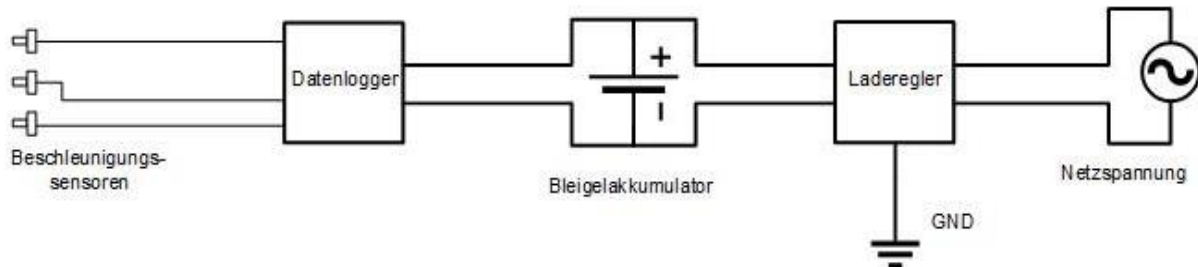 Datenlogger
Laderegler
+
−
Beschleunigungs-
sensoren
Bleigelakkumulator
Netzspannung
GND